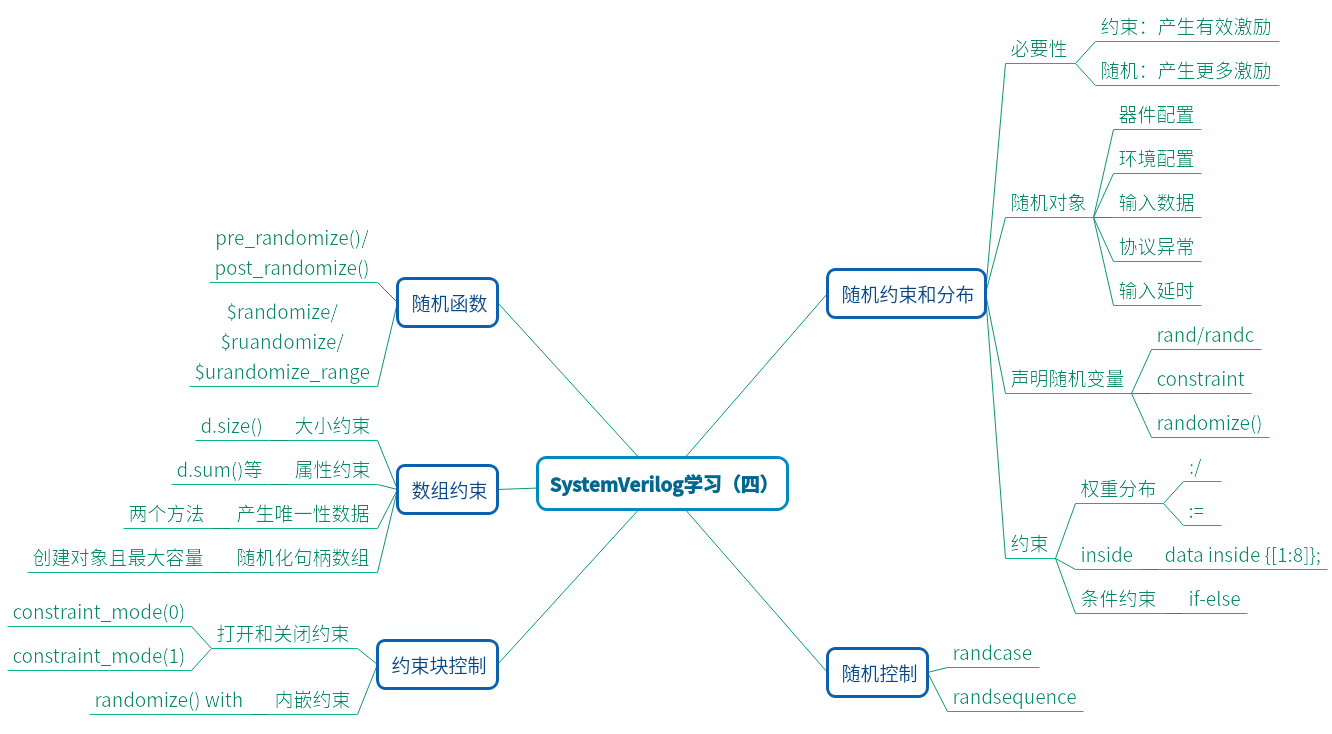 SystemVerilog学习（四）
随机约束和分布
必要性
约束：产生有效激励
随机：产生更多激励
随机对象
器件配置
环境配置
输入数据
协议异常
输入延时
声明随机变量
rand/randc
constraint
randomize()
约束
权重分布
:/
:=
inside
data inside {[1:8]};
条件约束
if-else
随机控制
randcase
randsequence
随机函数
pre_randomize()/
post_randomize()
$randomize/
$ruandomize/
$urandomize_range
数组约束
大小约束
d.size()
属性约束
d.sum()等
产生唯一性数据
两个方法
随机化句柄数组
创建对象且最大容量
约束块控制
打开和关闭约束
constraint_mode(0)
constraint_mode(1)
内嵌约束
randomize() with